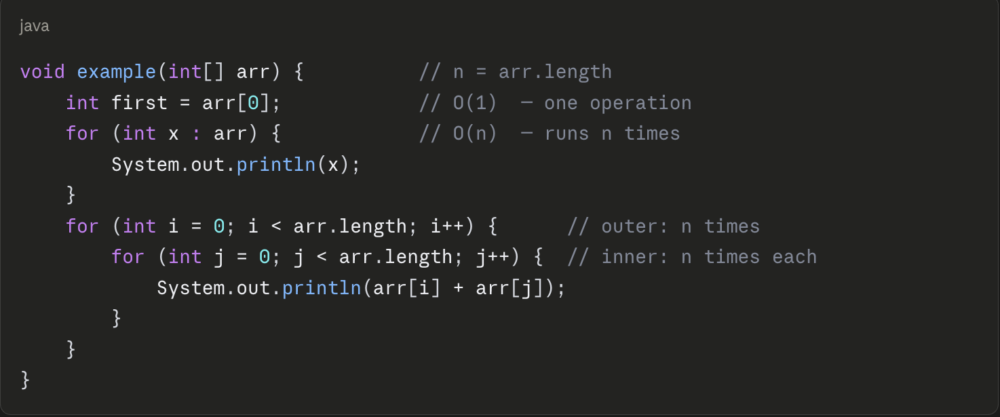 java
void example(int[] arr) {          // n = arr.length
    int first = arr[0];            // O(1)  — one operation
    for (int x : arr) {            // O(n)  — runs n times
        System.out.println(x);
    }
    for (int i = 0; i < arr.length; i++) {      // outer: n times
        for (int j = 0; j < arr.length; j++) {  // inner: n times each
            System.out.println(arr[i] + arr[j]);
        }
    }
}